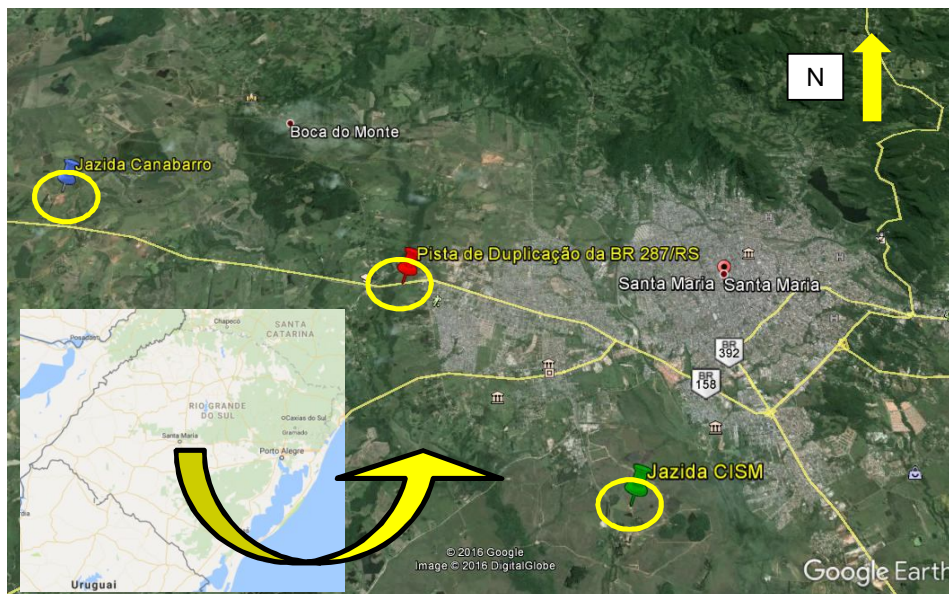 N
Boca do Monte
Jazida Canabarro
Pista de Duplicação da BR 287/RS
Santa Maria
Santa Maria
BR
392
BR
158
Jazida CISM
Chapecó
Posadas
SANTA
CATARINA
RIO GRANDE
DO SUL
Caxias do Sul
Gramado
Santa Maria
Porto Alegre
Uruguai
© 2016 Google
Image © 2016 DigitalGlobe
Google Earth